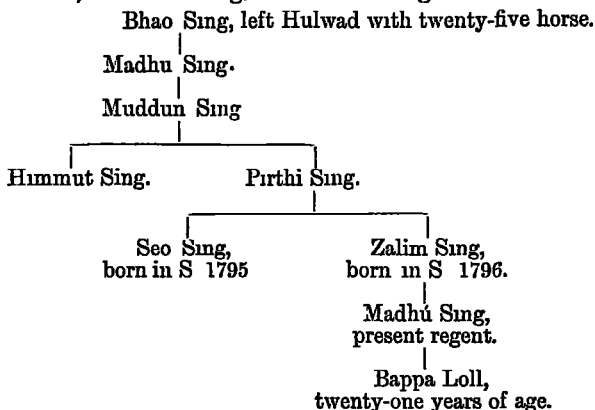 Bhao Sing, left Hulwad with twenty-five horse.
Madhu Sing.
Muddun Sing
Himmut Sing.
Pirthi Sing.
Seo Sing,
born in S 1795
Zalim Sing,
born in S 1796.
Madhú Sing,
present regent.
Bappa Loll,
twenty-one years of age.